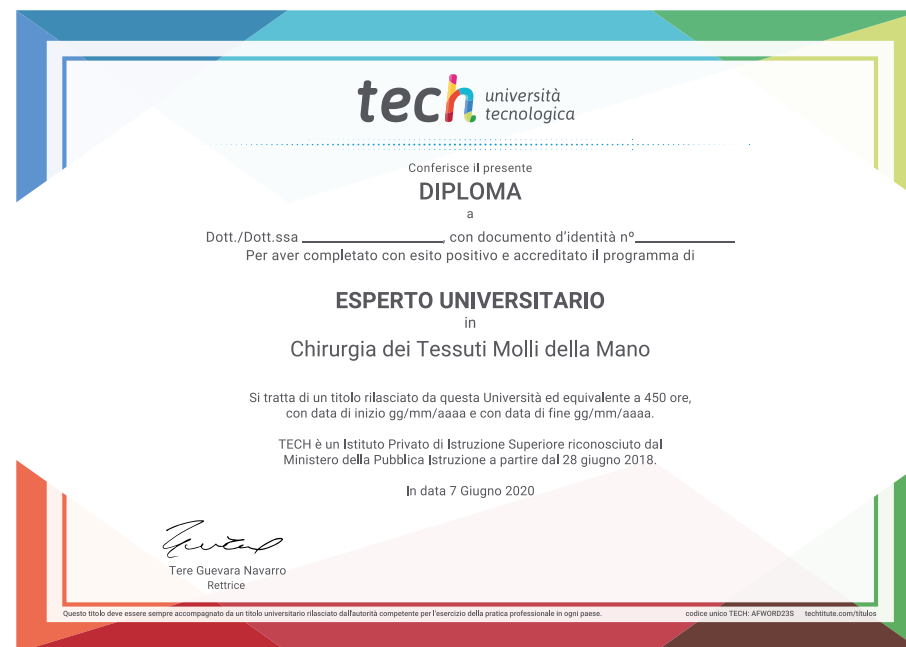 tech università
tecnologica
Conferisce il presente
DIPLOMA
a
Dott./Dott.ssa ____________________, con documento d'identità nº______________
Per aver completato con esito positivo e accreditato il programma di
ESPERTO UNIVERSITARIO
in
Chirurgia dei Tessuti Molli della Mano
Si tratta di un titolo rilasciato da questa Università ed equivalente a 450 ore,
con data di inizio gg/mm/aaaa e con data di fine gg/mm/aaaa.
TECH è un Istituto Privato di Istruzione Superiore riconosciuto dal
Ministero della Pubblica Istruzione a partire dal 28 giugno 2018.
In data 7 Giugno 2020
Tere Guevara Navarro
Rettrice
Questo titolo deve essere sempre accompagnato da un titolo universitario rilasciato dall'autorità competente per l'esercizio della pratica professionale in ogni paese. codice unico TECH: AFWORD23S techtitute.com/titulos